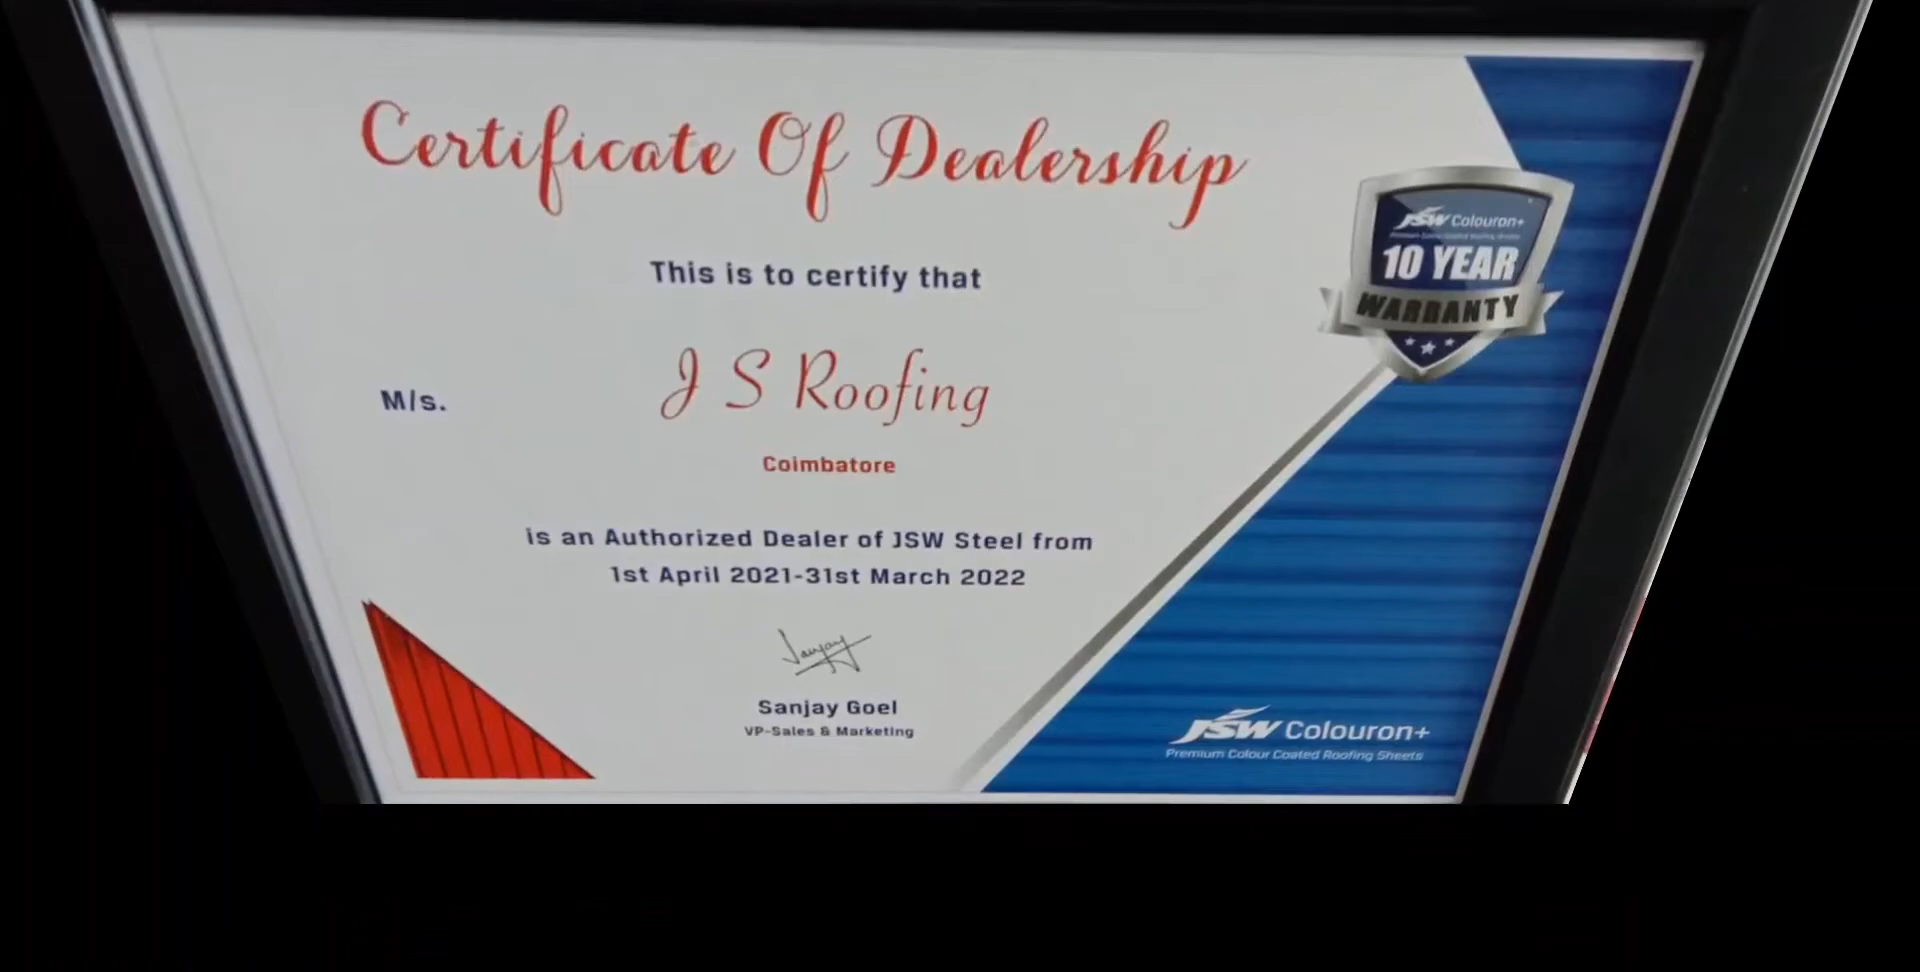 Certificate Of Dealership
This is to certify that
M/s. J S Roofing
Coimbatore
is an Authorized Dealer of JSW Steel from
1st April 2021-31st March 2022
Sanjay
Sanjay Goel
VP-Sales & Marketing
JSW Colouron+
10 YEAR
WARRANTY
JSW Colouron+
Premium Colour Coated Roofing Sheets